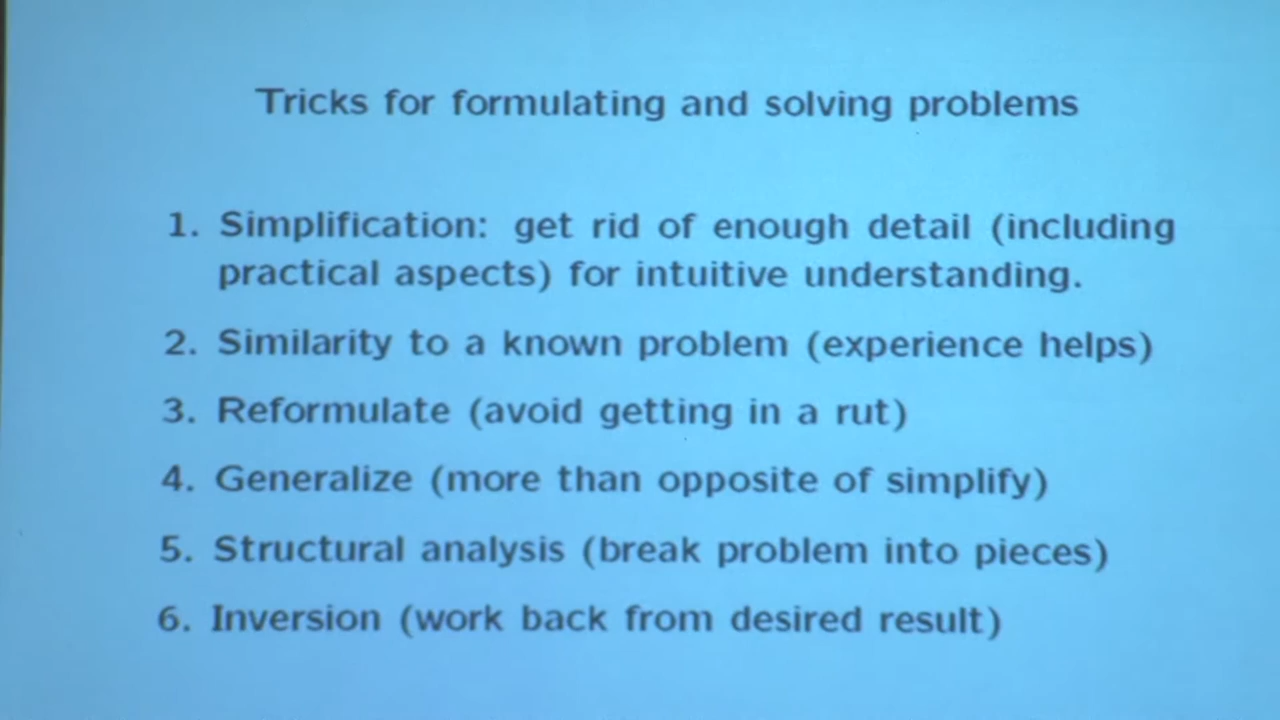 Tricks for formulating and solving problems
1. Simplification: get rid of enough detail (including
practical aspects) for intuitive understanding.
2. Similarity to a known problem (experience helps)
3. Reformulate (avoid getting in a rut)
4. Generalize (more than opposite of simplify)
5. Structural analysis (break problem into pieces)
6. Inversion (work back from desired result)